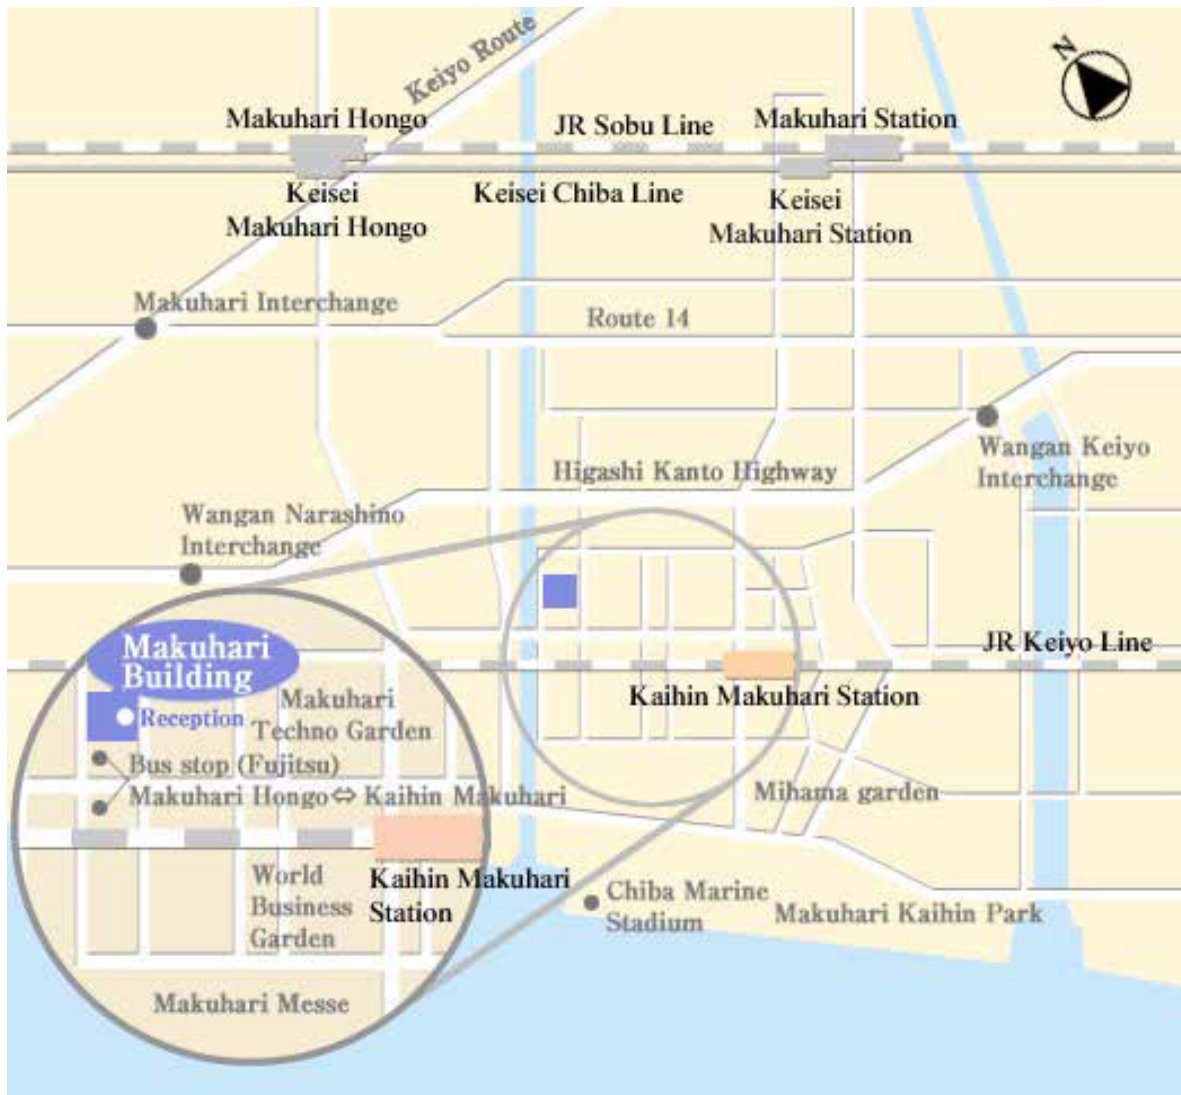 N
Keiyo Route
Makuhari Hongo
JR Sobu Line
Makuhari Station
Keisei
Makuhari Hongo
Keisei Chiba Line
Keisei
Makuhari Station
Makuhari Interchange
Route 14
Wangan Keiyo
Interchange
Higashi Kanto Highway
Wangan Narashino
Interchange
JR Keiyo Line
Kaihin Makuhari Station
Makuhari
Building
Reception
Makuhari
Techno Garden
Bus stop (Fujitsu)
Makuhari Hongo⇔Kaihin Makuhari
Mihama garden
World
Business
Garden
Kaihin Makuhari
Station
Chiba Marine
Stadium
Makuhari Kaihin Park
Makuhari Messe